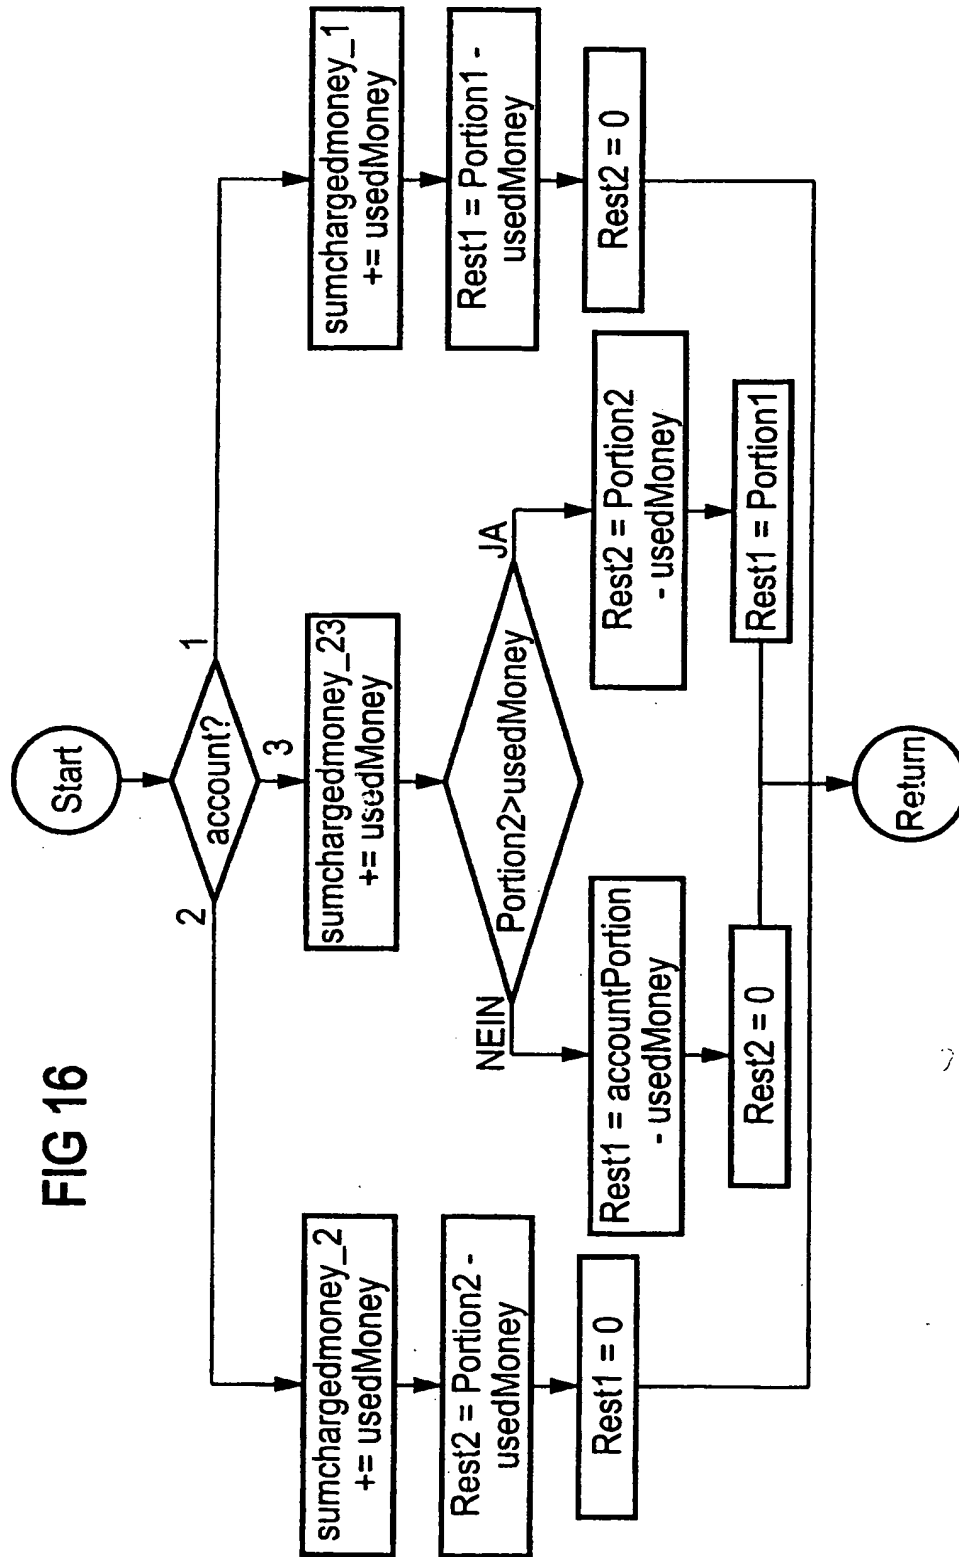 FIG 16
Start
account?
2
3
1
sumchargedmoney_2
+= usedMoney
sumchargedmoney_23
+= usedMoney
sumchargedmoney_1
+= usedMoney
Rest2 = Portion2 -
usedMoney
Portion2>usedMoney
Rest1 = Portion1 -
usedMoney
NEIN
JA
Rest1 = 0
Rest1 = accountPortion
- usedMoney
Rest2 = Portion2
- usedMoney
Rest2 = 0
Rest2 = 0
Rest1 = Portion1
Return